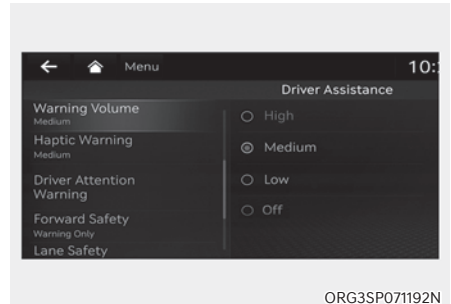 Menu
10:
Driver Assistance
Warning Volume
Medium
Haptic Warning
Medium
Driver Attention
Warning
Forward Safety
Warning Only
Lane Safety
High
Medium
Low
Off
ORG3SP071192N